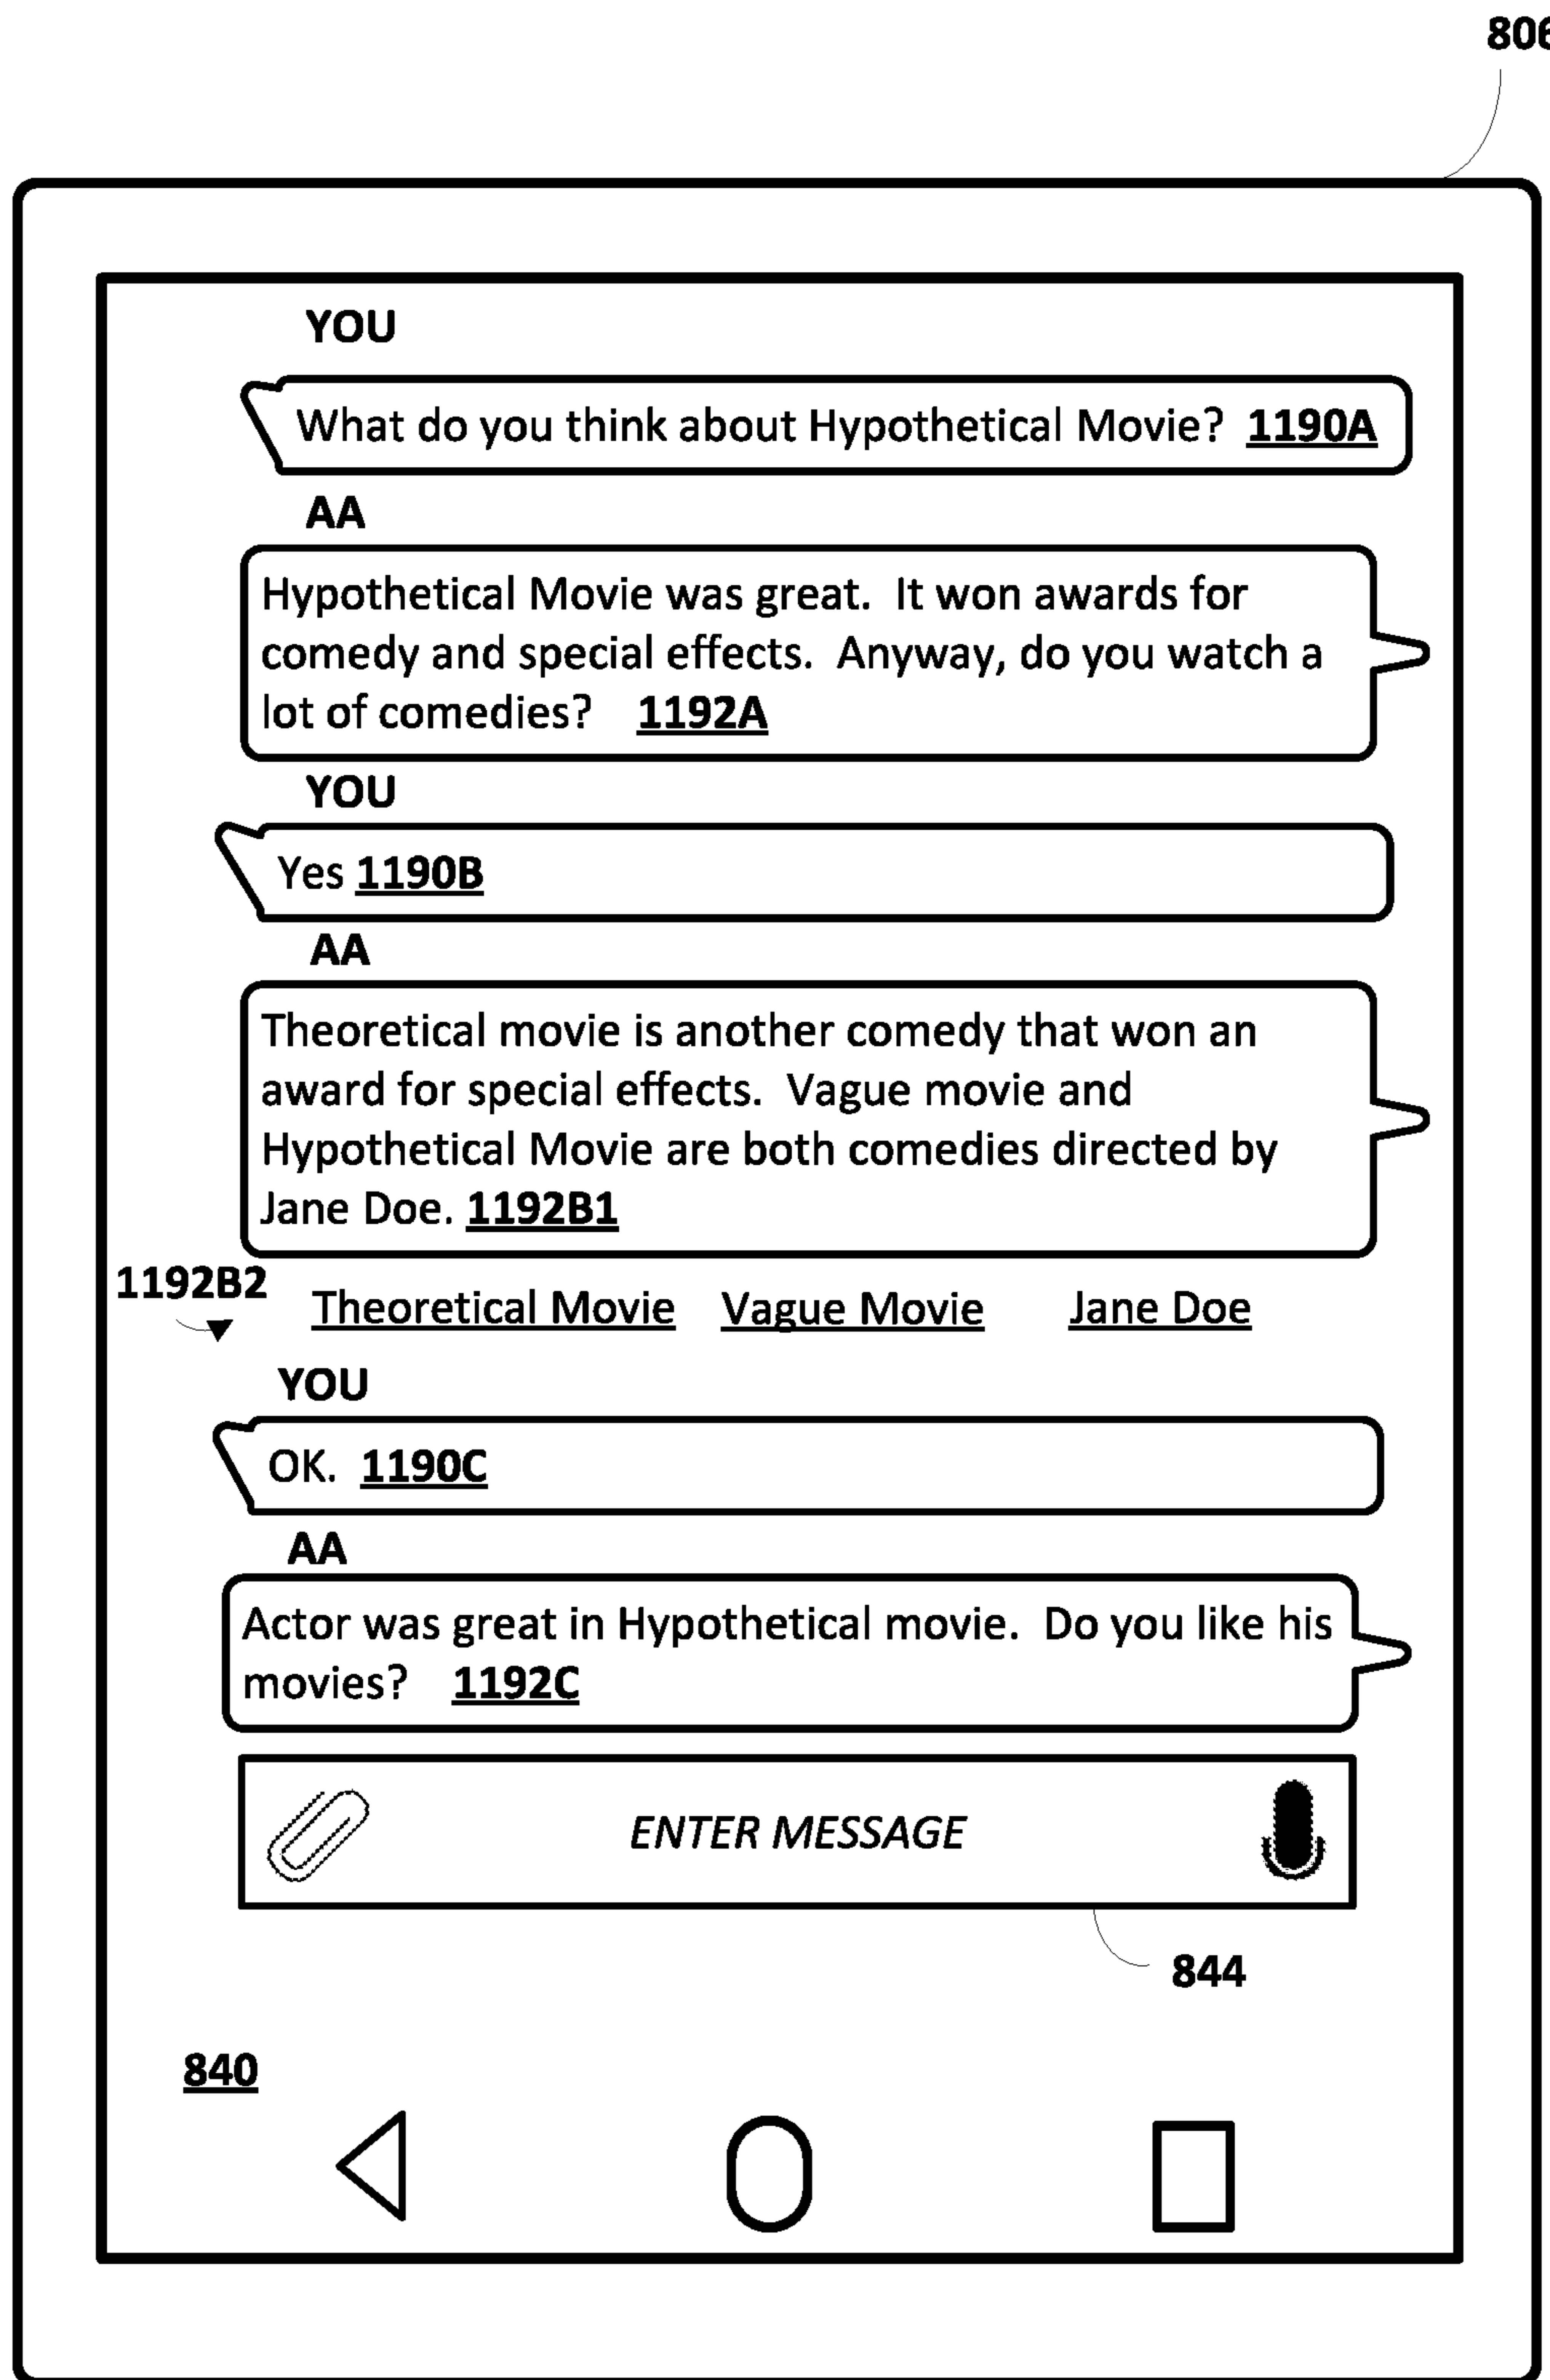 806
YOU
What do you think about Hypothetical Movie? 1190A
AA
Hypothetical Movie was great. It won awards for
comedy and special effects. Anyway, do you watch a
lot of comedies? 1192A
YOU
Yes 1190B
AA
Theoretical movie is another comedy that won an
award for special effects. Vague movie and
Hypothetical Movie are both comedies directed by
Jane Doe. 1192B1
1192B2
Theoretical Movie Vague Movie Jane Doe
YOU
OK. 1190C
AA
Actor was great in Hypothetical movie. Do you like his
movies? 1192C
ENTER MESSAGE
844
840